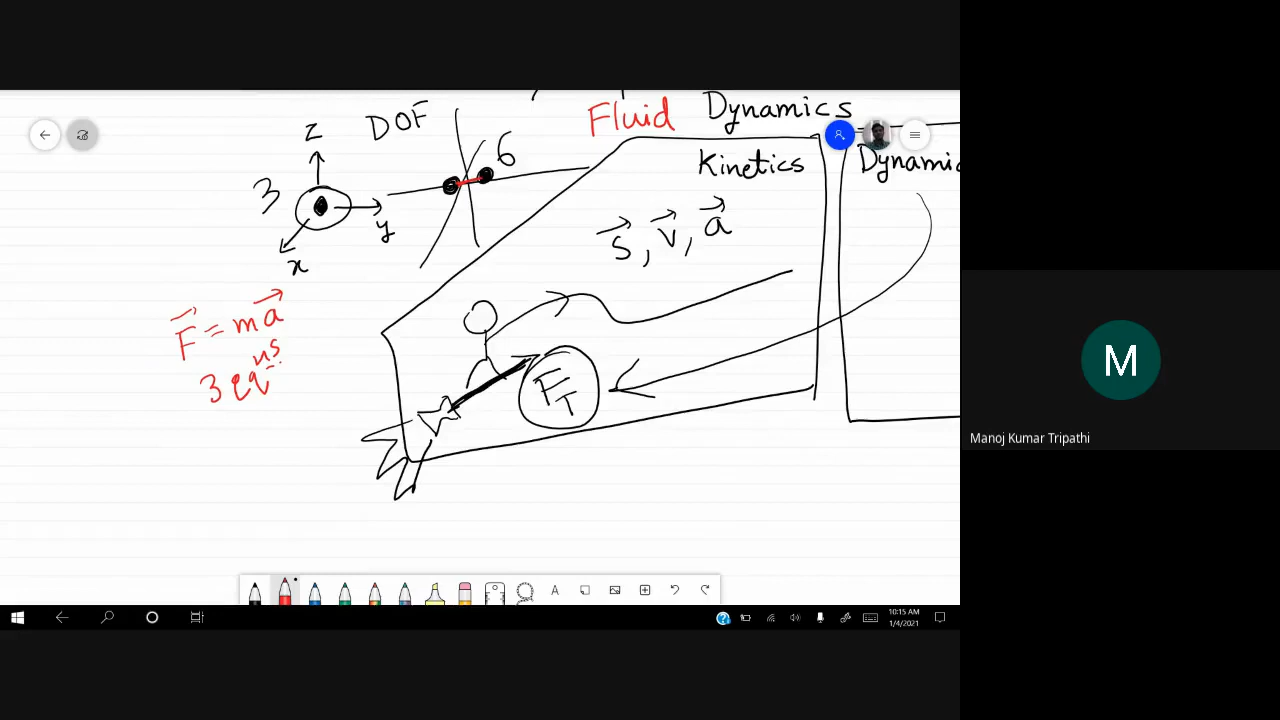 Fluid Dynamics
DOF
Kinetics
Dynamic
z
3
y
x
6
s, v, a
F = ma
3 eqns
F
T
A
10:15 AM
1/4/2021
M
Manoj Kumar Tripathi